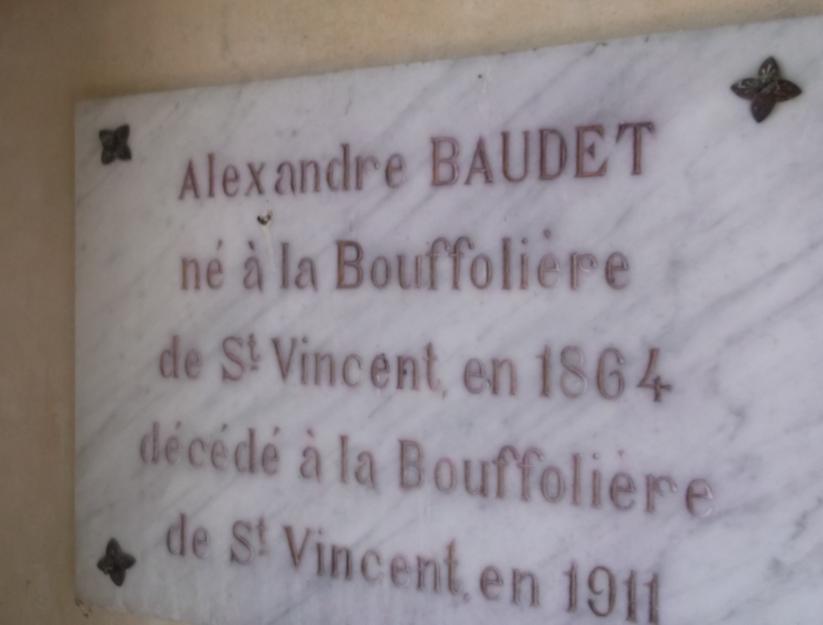 Alexandre BAUDET
né à la Bouffolière
de St Vincent, en 1864
décédé à la Bouffolière
de St Vincent, en 1911